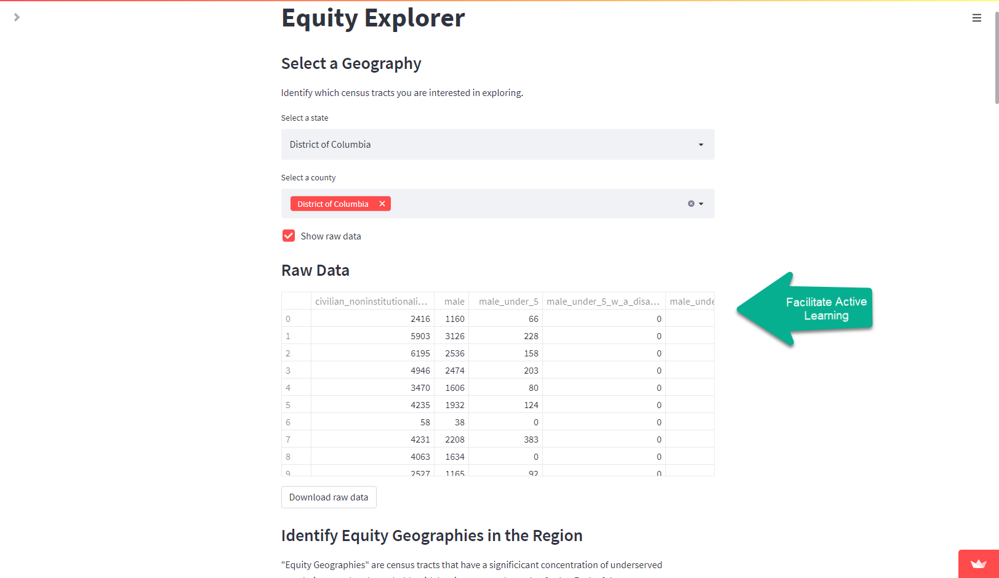 Equity Explorer
Select a Geography
Identify which census tracts you are interested in exploring.
Select a state
District of Columbia
Select a county
District of Columbia
Show raw data
Raw Data
civilian_noninstitutionali... male male_under_5 male_under_5_w_a_disa... male_unde
0 2416 1160 66 0
1 5903 3126 228 0
2 6195 2536 158 0
3 4946 2474 203 0
4 3470 1606 80 0
5 4235 1932 124 0
6 58 38 0 0
7 4231 2208 383 0
8 4063 1634 0 0
9 2527 1165 92 0
Facilitate Active
Learning
Download raw data
Identify Equity Geographies in the Region
"Equity Geographies" are census tracts that have a significicant concentration of underserved